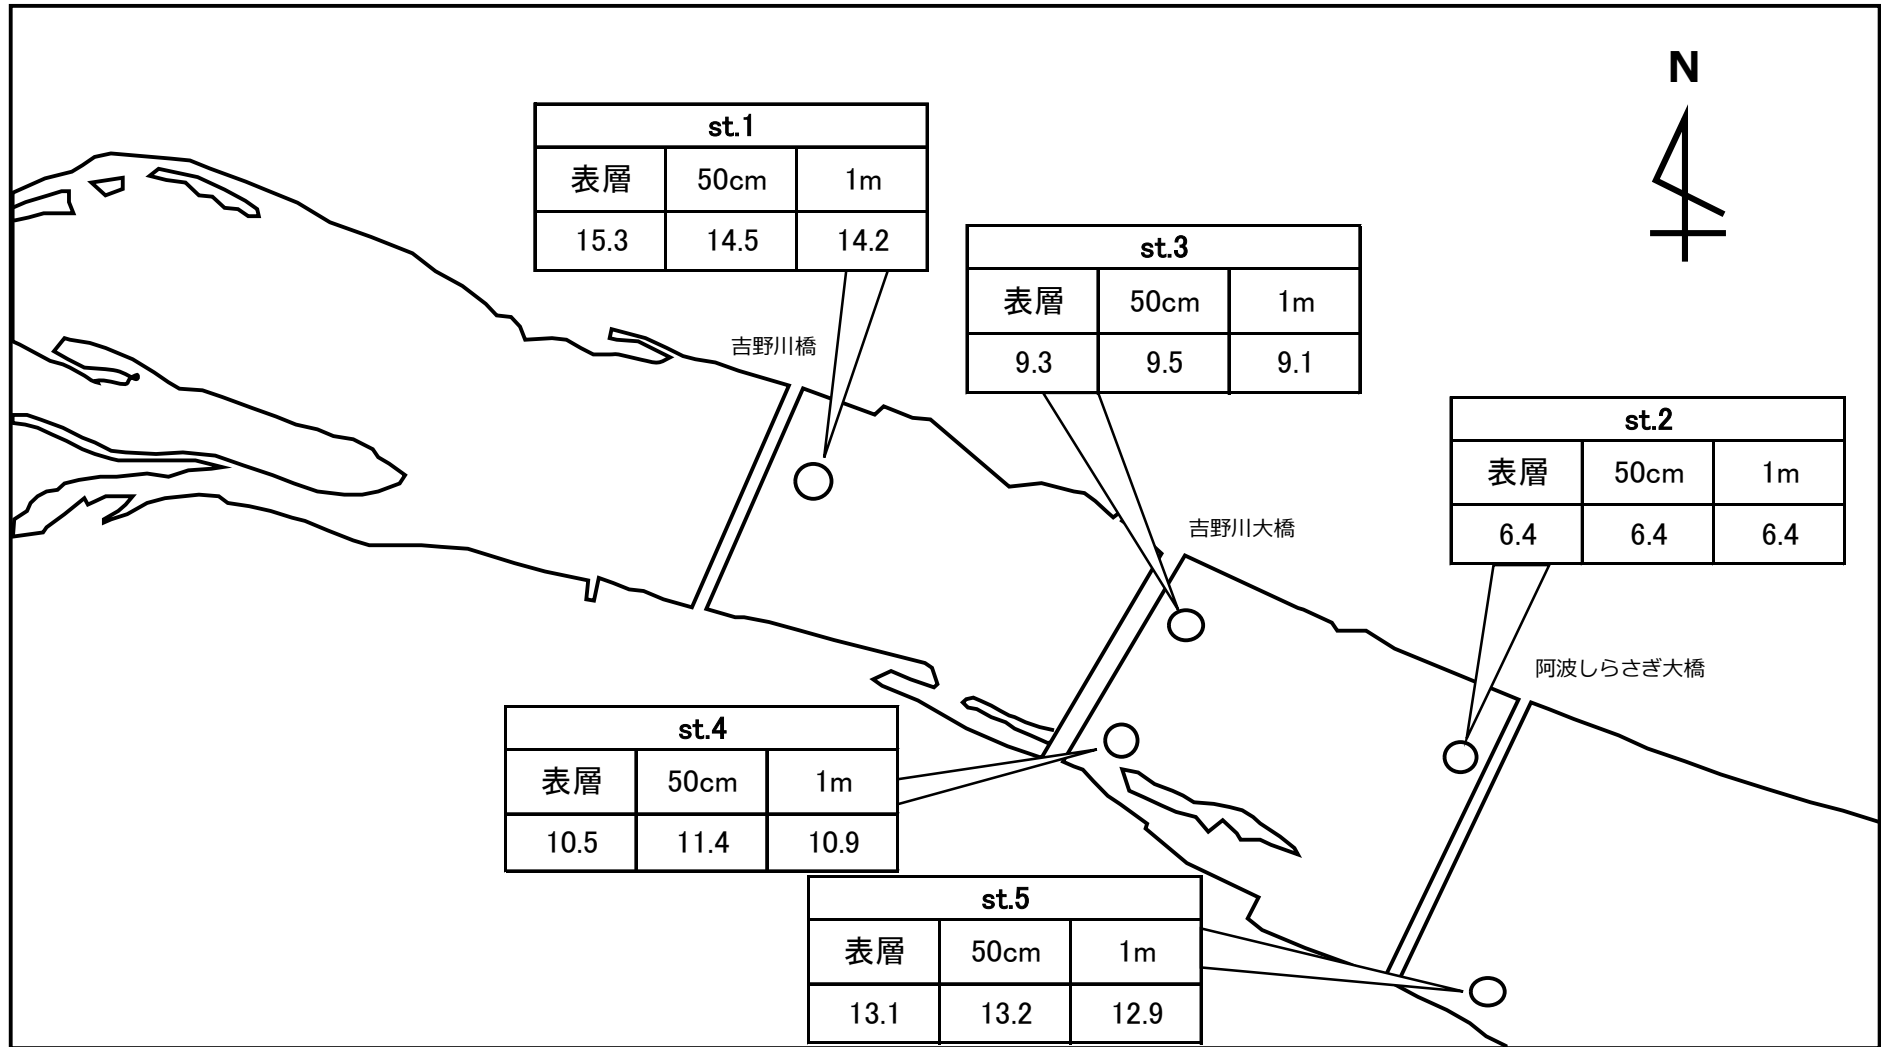 N
st.1
表層 50cm 1m
15.3 14.5 14.2
st.3
表層 50cm 1m
9.3 9.5 9.1
吉野川橋
st.2
表層 50cm 1m
6.4 6.4 6.4
吉野川大橋
阿波しらさぎ大橋
st.4
表層 50cm 1m
10.5 11.4 10.9
st.5
表層 50cm 1m
13.1 13.2 12.9